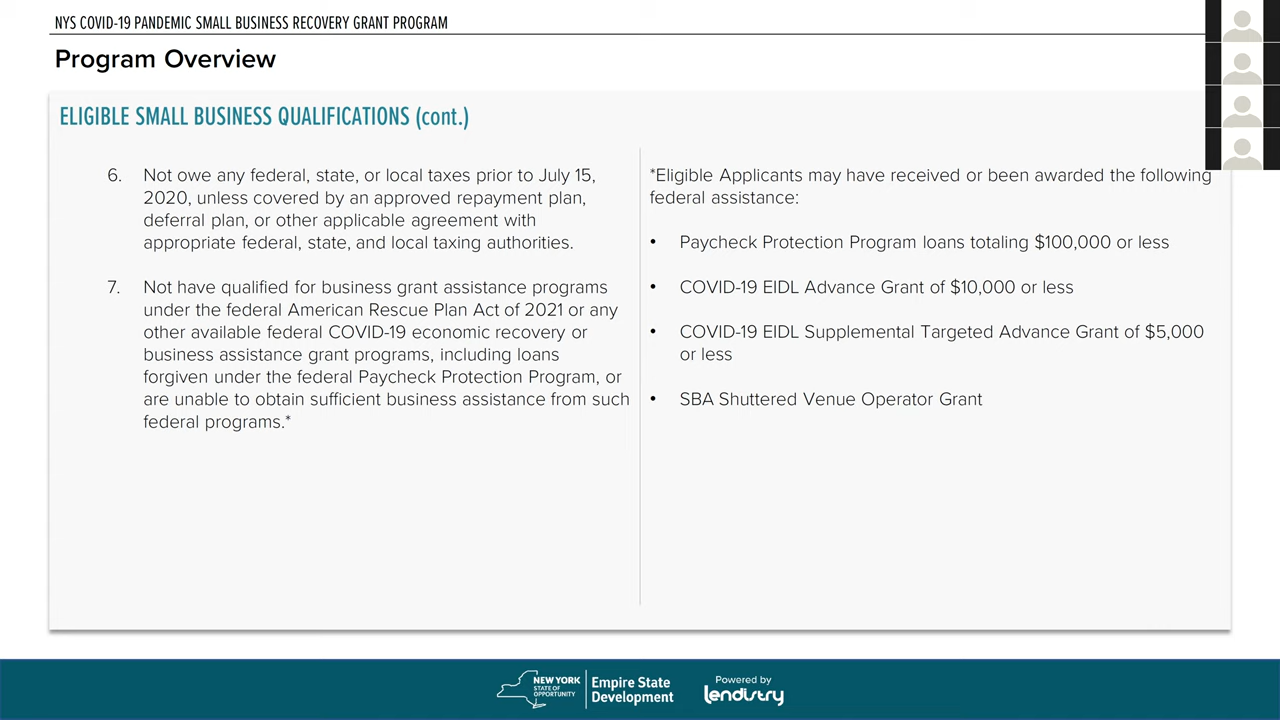 NYS COVID-19 PANDEMIC SMALL BUSINESS RECOVERY GRANT PROGRAM
Program Overview
ELIGIBLE SMALL BUSINESS QUALIFICATIONS (cont.)
6. Not owe any federal, state, or local taxes prior to July 15,
2020, unless covered by an approved repayment plan,
deferral plan, or other applicable agreement with
appropriate federal, state, and local taxing authorities.
7. Not have qualified for business grant assistance programs
under the federal American Rescue Plan Act of 2021 or any
other available federal COVID-19 economic recovery or
business assistance grant programs, including loans
forgiven under the federal Paycheck Protection Program, or
are unable to obtain sufficient business assistance from such
federal programs.*
*Eligible Applicants may have received or been awarded the following
federal assistance:
• Paycheck Protection Program loans totaling $100,000 or less
• COVID-19 EIDL Advance Grant of $10,000 or less
• COVID-19 EIDL Supplemental Targeted Advance Grant of $5,000
or less
• SBA Shuttered Venue Operator Grant
NEW YORK
STATE OF
OPPORTUNITY
Empire State
Development
Powered by
lendistry